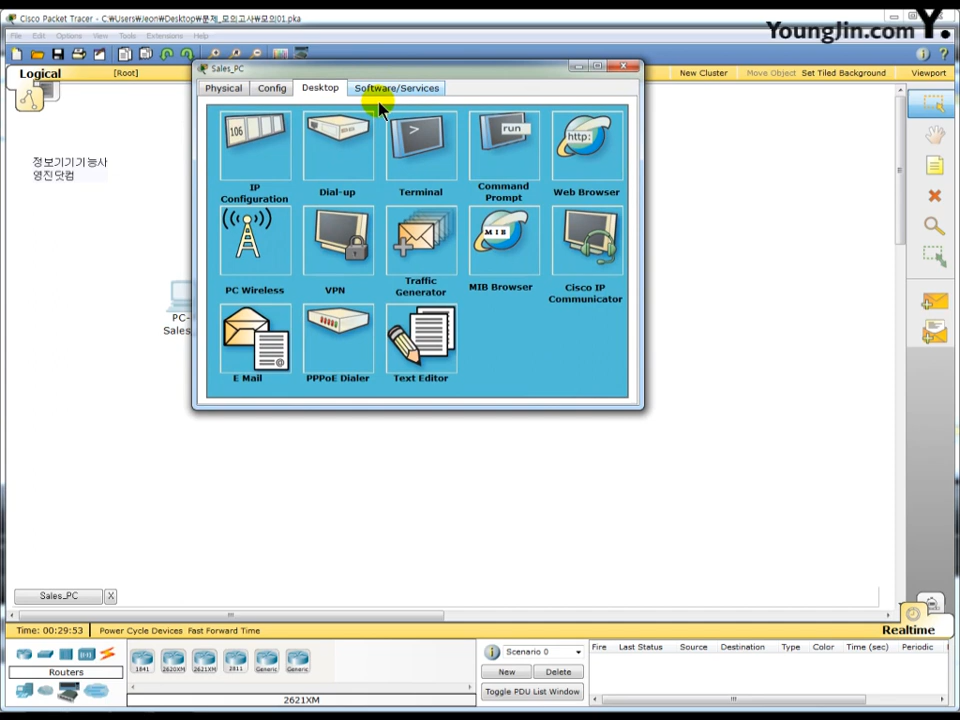 Cisco Packet Tracer - C:\Users\Jeon\Desktop\문제_모의고사\모의01.pka
YoungJin.com Y.
File Edit Options View Tools Extensions Help
Logical
[Root]
New Cluster
Move Object
Set Tiled Background
Viewport
Sales_PC
Physical
Config
Desktop
Software/Services
정보기기기능사
영진닷컴
106
>
run
http:
IP
Configuration
Dial-up
Terminal
Command
Prompt
Web Browser
MIB
PC Wireless
VPN
Traffic
Generator
MIB Browser
Cisco IP
Communicator
PC-
Sales_
E Mail
PPPoE Dialer
Text Editor
Sales_PC
X
Time: 00:29:53
Power Cycle Devices Fast Forward Time
Realtime
Routers
1841
2620XM
2621XM
2811
Generic
Generic
2621XM
Scenario 0
New
Delete
Toggle PDU List Window
Fire
Last Status
Source
Destination
Type
Color
Time (sec)
Periodic